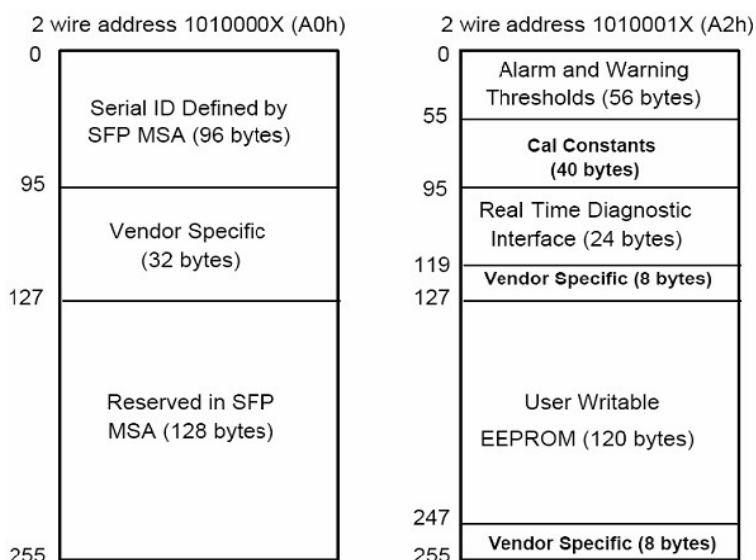 2 wire address 1010000X (A0h)
0
Serial ID Defined by
SFP MSA (96 bytes)
95
Vendor Specific
(32 bytes)
127
Reserved in SFP
MSA (128 bytes)
255
2 wire address 1010001X (A2h)
0
Alarm and Warning
Thresholds (56 bytes)
55
Cal Constants
(40 bytes)
95
Real Time Diagnostic
Interface (24 bytes)
119
Vendor Specific (8 bytes)
127
User Writable
EEPROM (120 bytes)
247
Vendor Specific (8 bytes)
255